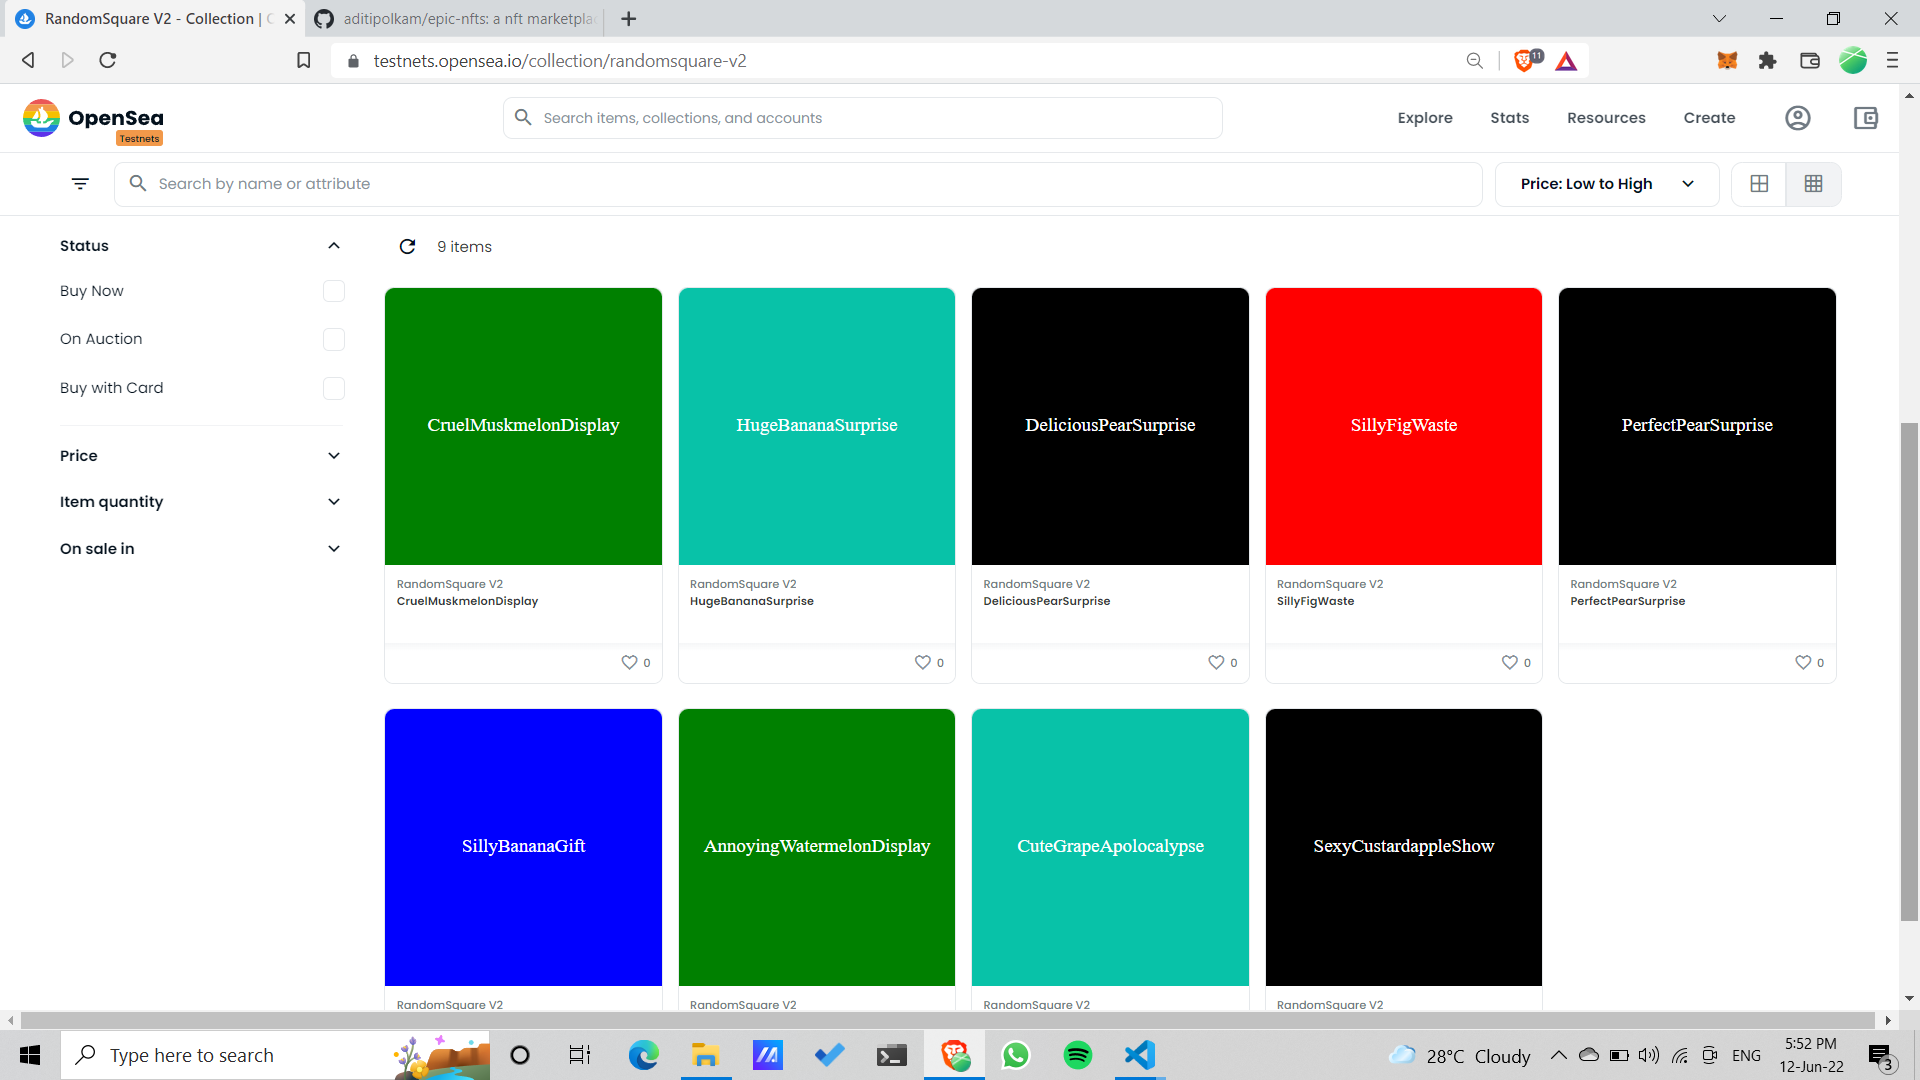 RandomSquare V2 - Collection |
aditipolkam/epic-nfts: a nft marketpla
testnets.opensea.io/collection/randomsquare-v2
11
OpenSea
Testnets
Search items, collections, and accounts
Explore
Stats
Resources
Create
Search by name or attribute
Price: Low to High
Status
9 items
Buy Now
On Auction
Buy with Card
Price
Item quantity
On sale in
CruelMuskmelonDisplay
HugeBananaSurprise
DeliciousPearSurprise
SillyFigWaste
PerfectPearSurprise
RandomSquare V2
CruelMuskmelonDisplay
0
RandomSquare V2
HugeBananaSurprise
0
RandomSquare V2
DeliciousPearSurprise
0
RandomSquare V2
SillyFigWaste
0
RandomSquare V2
PerfectPearSurprise
0
SillyBananaGift
AnnoyingWatermelonDisplay
CuteGrapeApolocalypse
SexyCustardappleShow
RandomSquare V2
RandomSquare V2
RandomSquare V2
RandomSquare V2
Type here to search
28°C Cloudy
ENG
5:52 PM
12-Jun-22
3